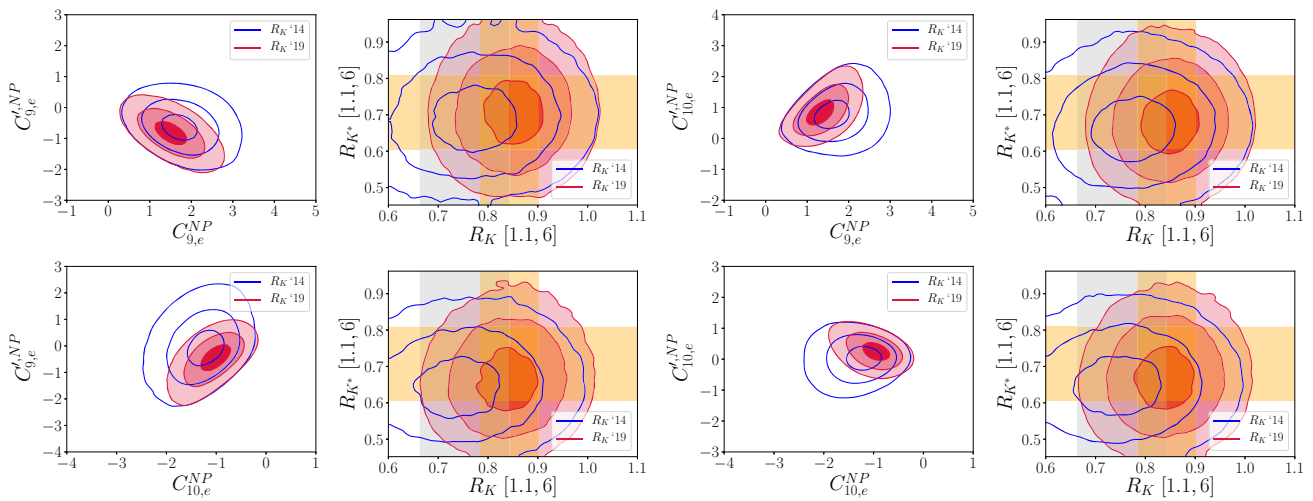 3
2
1
0
−1
−2
−3
−1 0 1 2 3 4 5
C^{NP}_{9,e}
C'^{,NP}_{9,e}
R_K ‘14
R_K ‘19
0.9
0.8
0.7
0.6
0.5
0.6 0.7 0.8 0.9 1.0 1.1
R_K [1.1, 6]
R_{K*} [1.1, 6]
R_K ‘14
R_K ‘19
4
3
2
1
0
−1
−2
−1 0 1 2 3 4 5
C^{NP}_{9,e}
C'^{,NP}_{10,e}
R_K ‘14
R_K ‘19
0.9
0.8
0.7
0.6
0.5
0.6 0.7 0.8 0.9 1.0 1.1
R_K [1.1, 6]
R_{K*} [1.1, 6]
R_K ‘14
R_K ‘19
3
2
1
0
−1
−2
−3
−4
−4 −3 −2 −1 0 1
C^{NP}_{10,e}
C'^{,NP}_{9,e}
R_K ‘14
R_K ‘19
0.9
0.8
0.7
0.6
0.5
0.6 0.7 0.8 0.9 1.0 1.1
R_K [1.1, 6]
R_{K*} [1.1, 6]
R_K ‘14
R_K ‘19
3
2
1
0
−1
−2
−3
−4 −3 −2 −1 0 1
C^{NP}_{10,e}
C'^{,NP}_{10,e}
R_K ‘14
R_K ‘19
0.9
0.8
0.7
0.6
0.5
0.6 0.7 0.8 0.9 1.0 1.1
R_K [1.1, 6]
R_{K*} [1.1, 6]
R_K ‘14
R_K ‘19